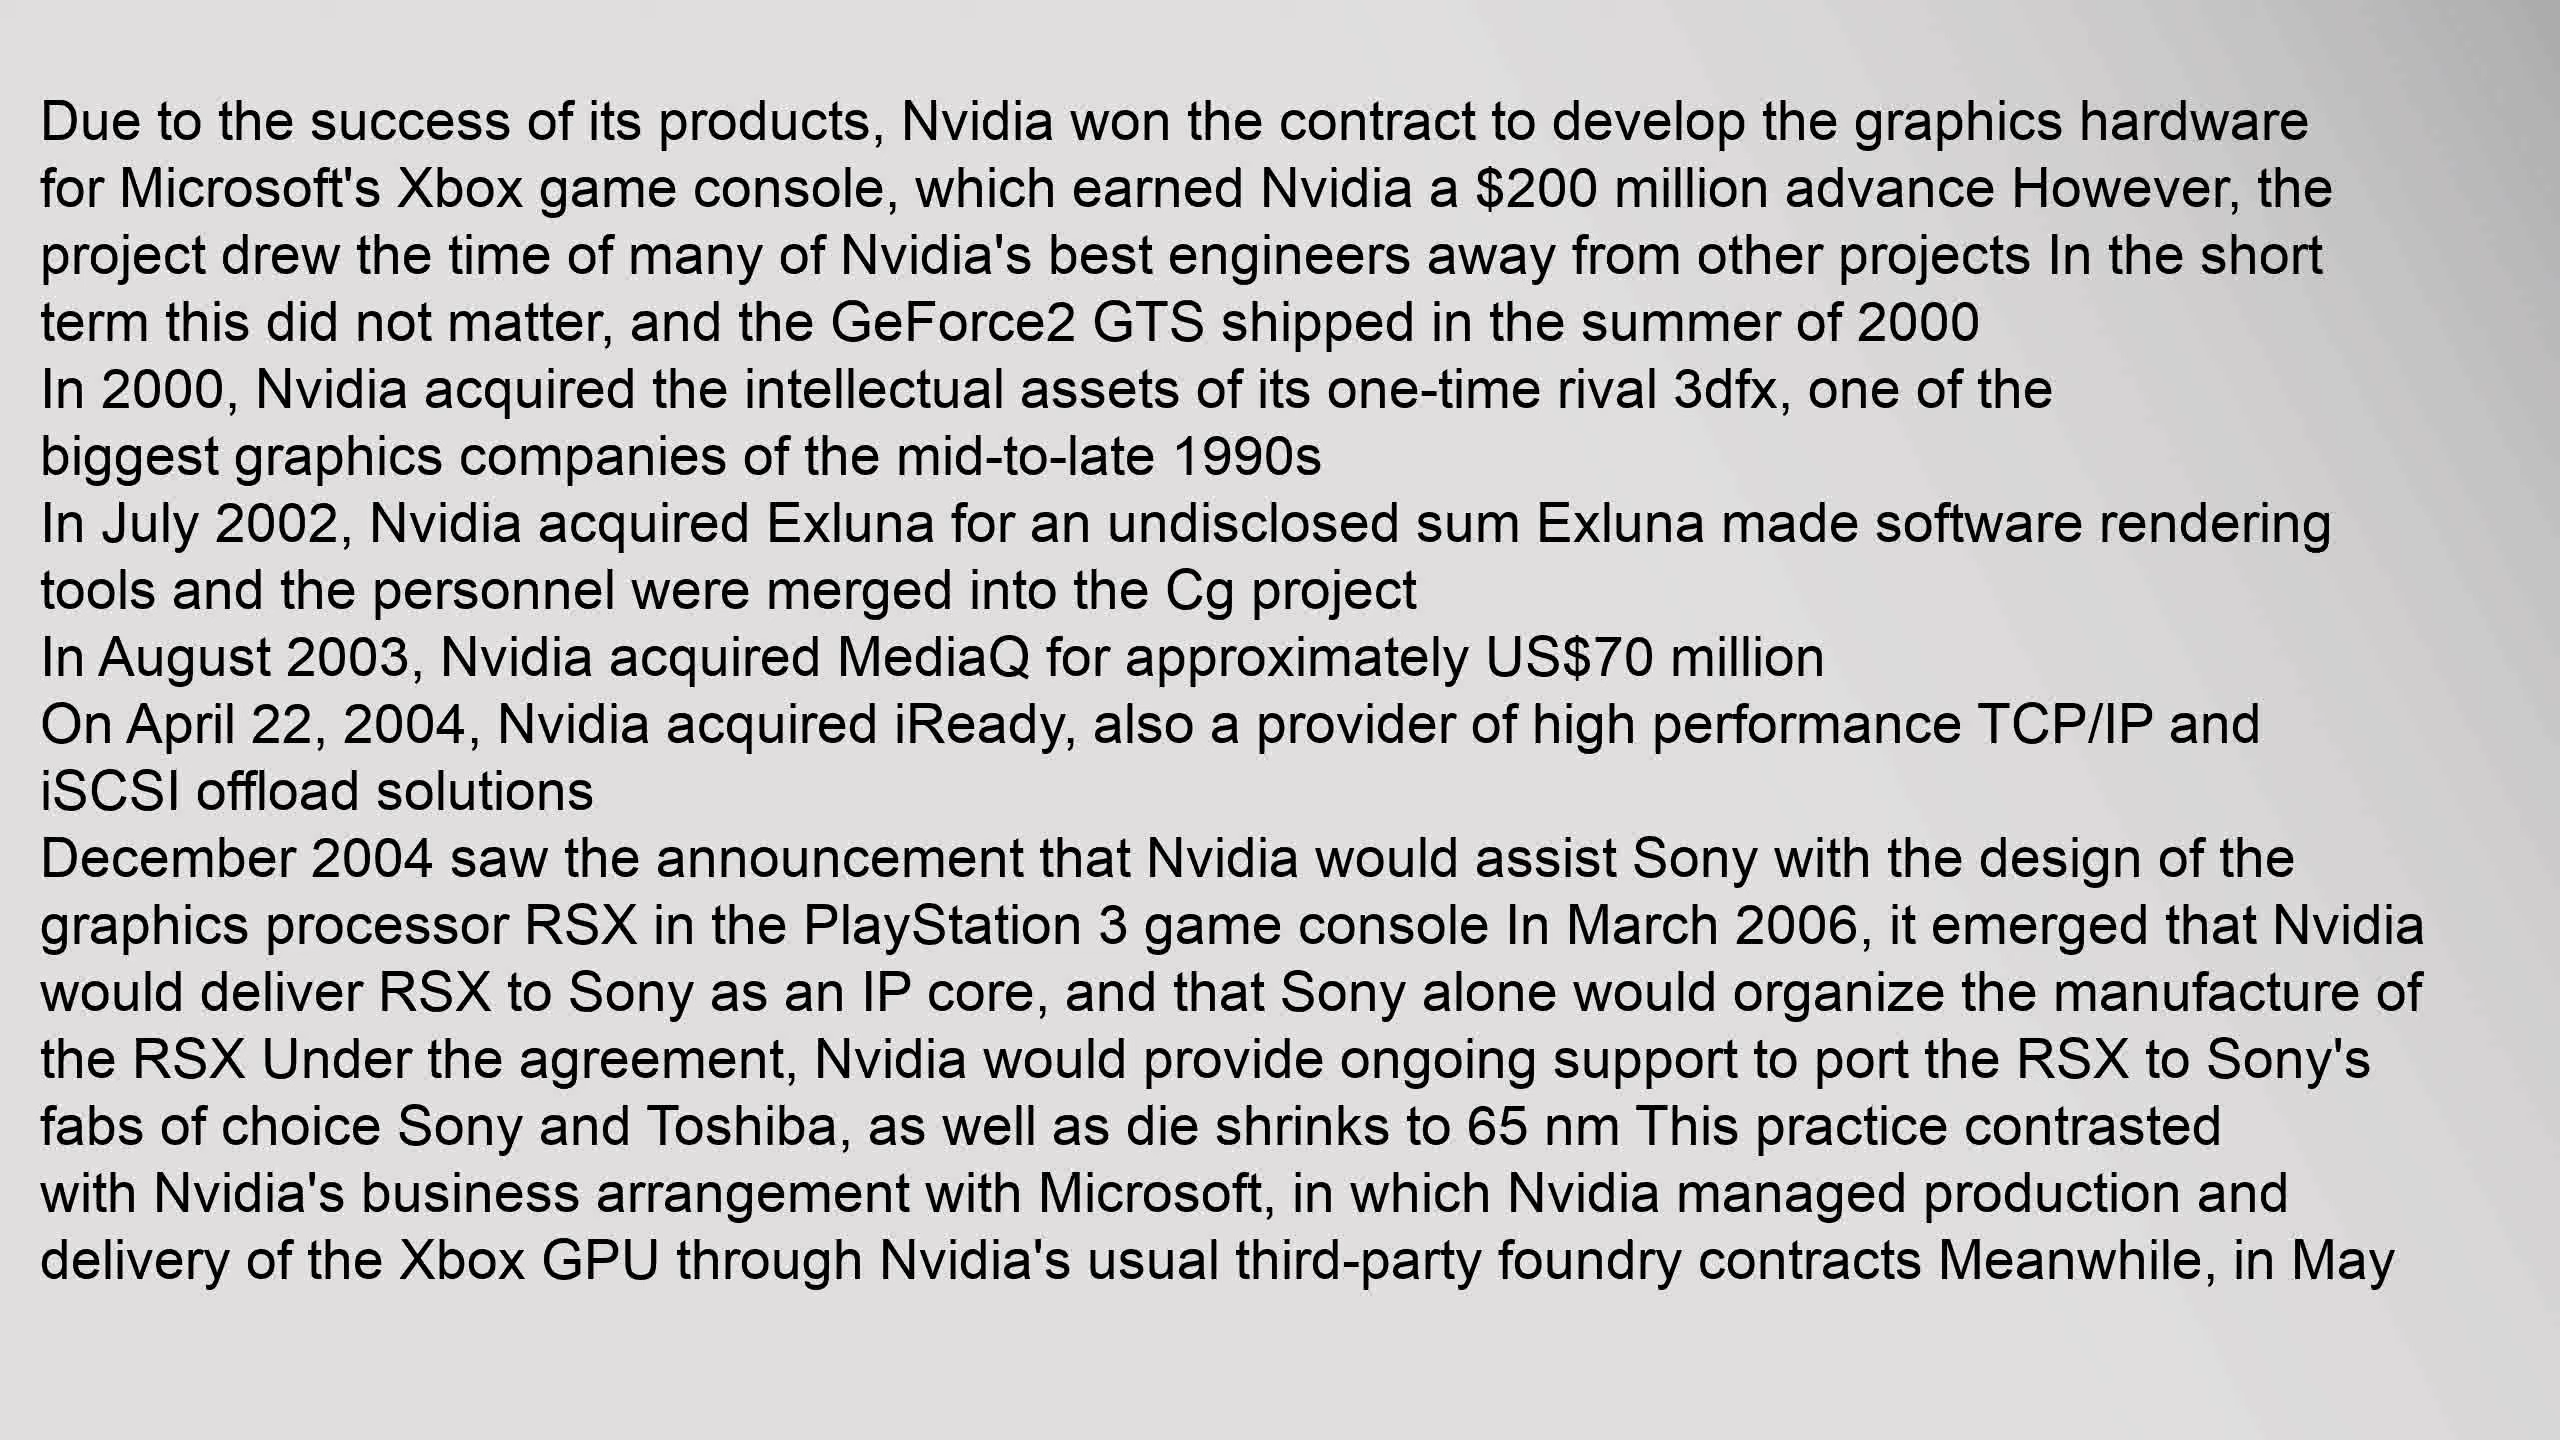 Due to the success of its products, Nvidia won the contract to develop the graphics hardware
for Microsoft's Xbox game console, which earned Nvidia a $200 million advance However, the
project drew the time of many of Nvidia's best engineers away from other projects In the short
term this did not matter, and the GeForce2 GTS shipped in the summer of 2000
In 2000, Nvidia acquired the intellectual assets of its one-time rival 3dfx, one of the
biggest graphics companies of the mid-to-late 1990s
In July 2002, Nvidia acquired Exluna for an undisclosed sum Exluna made software rendering
tools and the personnel were merged into the Cg project
In August 2003, Nvidia acquired MediaQ for approximately US$70 million
On April 22, 2004, Nvidia acquired iReady, also a provider of high performance TCP/IP and
iSCSI offload solutions
December 2004 saw the announcement that Nvidia would assist Sony with the design of the
graphics processor RSX in the PlayStation 3 game console In March 2006, it emerged that Nvidia
would deliver RSX to Sony as an IP core, and that Sony alone would organize the manufacture of
the RSX Under the agreement, Nvidia would provide ongoing support to port the RSX to Sony's
fabs of choice Sony and Toshiba, as well as die shrinks to 65 nm This practice contrasted
with Nvidia's business arrangement with Microsoft, in which Nvidia managed production and
delivery of the Xbox GPU through Nvidia's usual third-party foundry contracts Meanwhile, in May